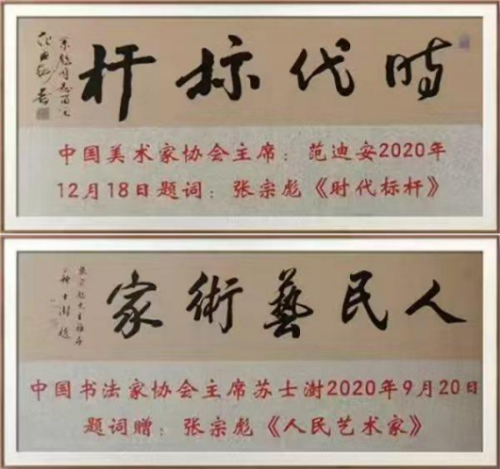 時代标杆
中国美术家协会主席：范迪安2020年
12月18日题词：张宗彪《时代标杆》
人民藝術家
中国书法家协会主席苏士澍2020年9月20日
题词赠：张宗彪《人民艺术家》